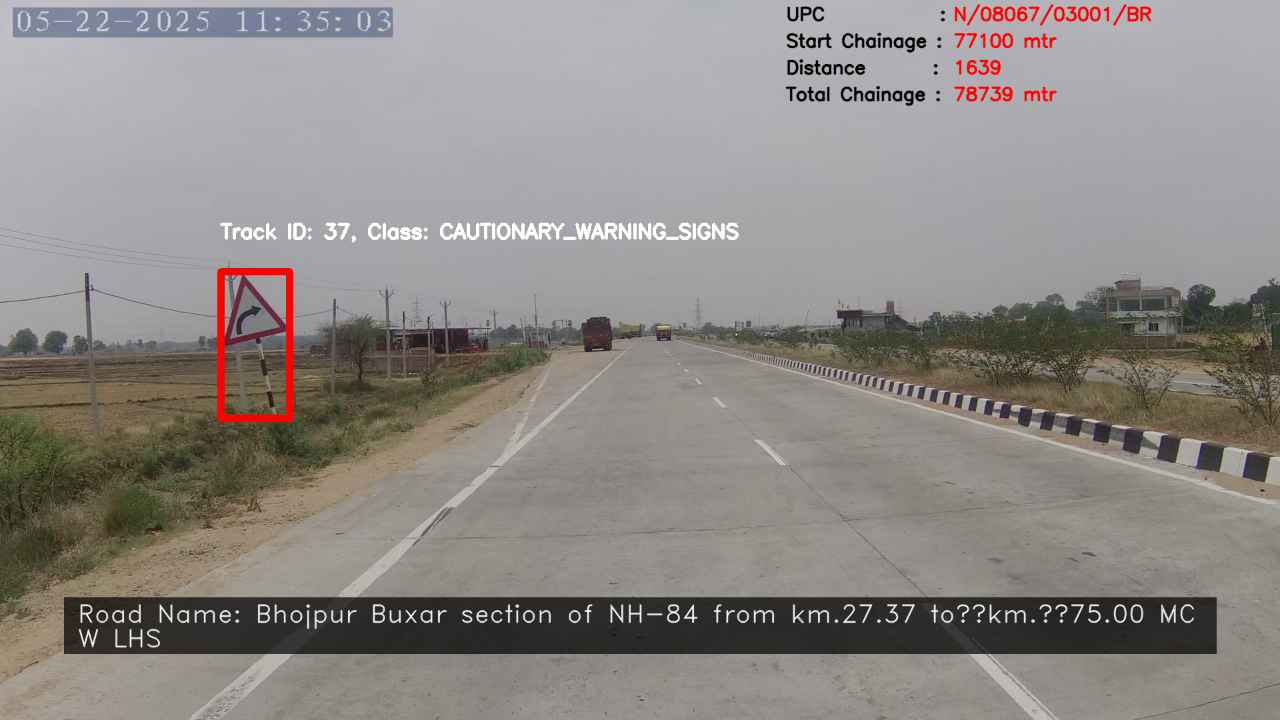 05-22-2025 11:35:03
UPC : N/08067/03001/BR
Start Chainage : 77100 mtr
Distance : 1639
Total Chainage : 78739 mtr
Track ID: 37, Class: CAUTIONARY_WARNING_SIGNS
Road Name: Bhojpur Buxar section of NH-84 from km.27.37 to??km.??75.00 MC
W LHS